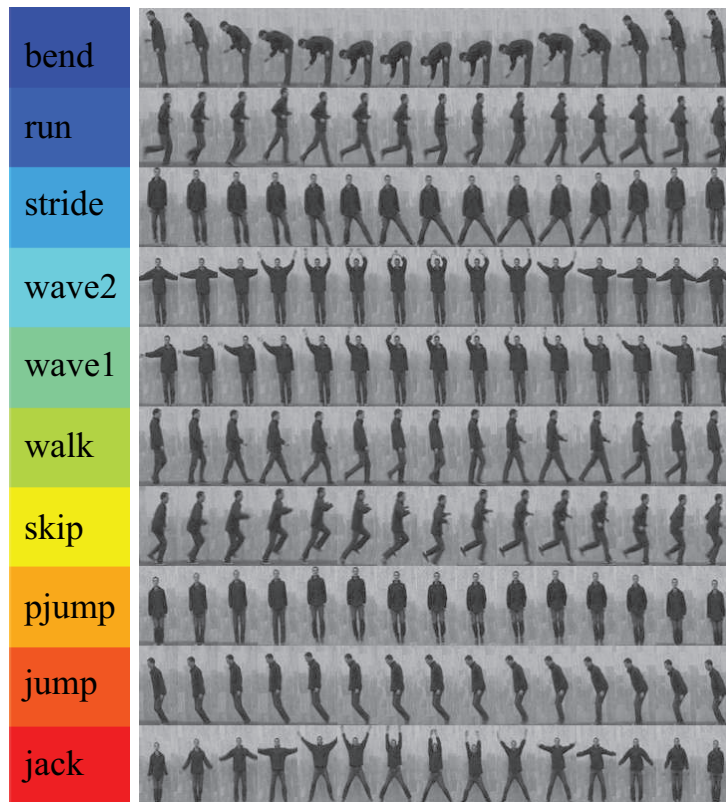 bend
run
stride
wave2
wave1
walk
skip
pjump
jump
jack